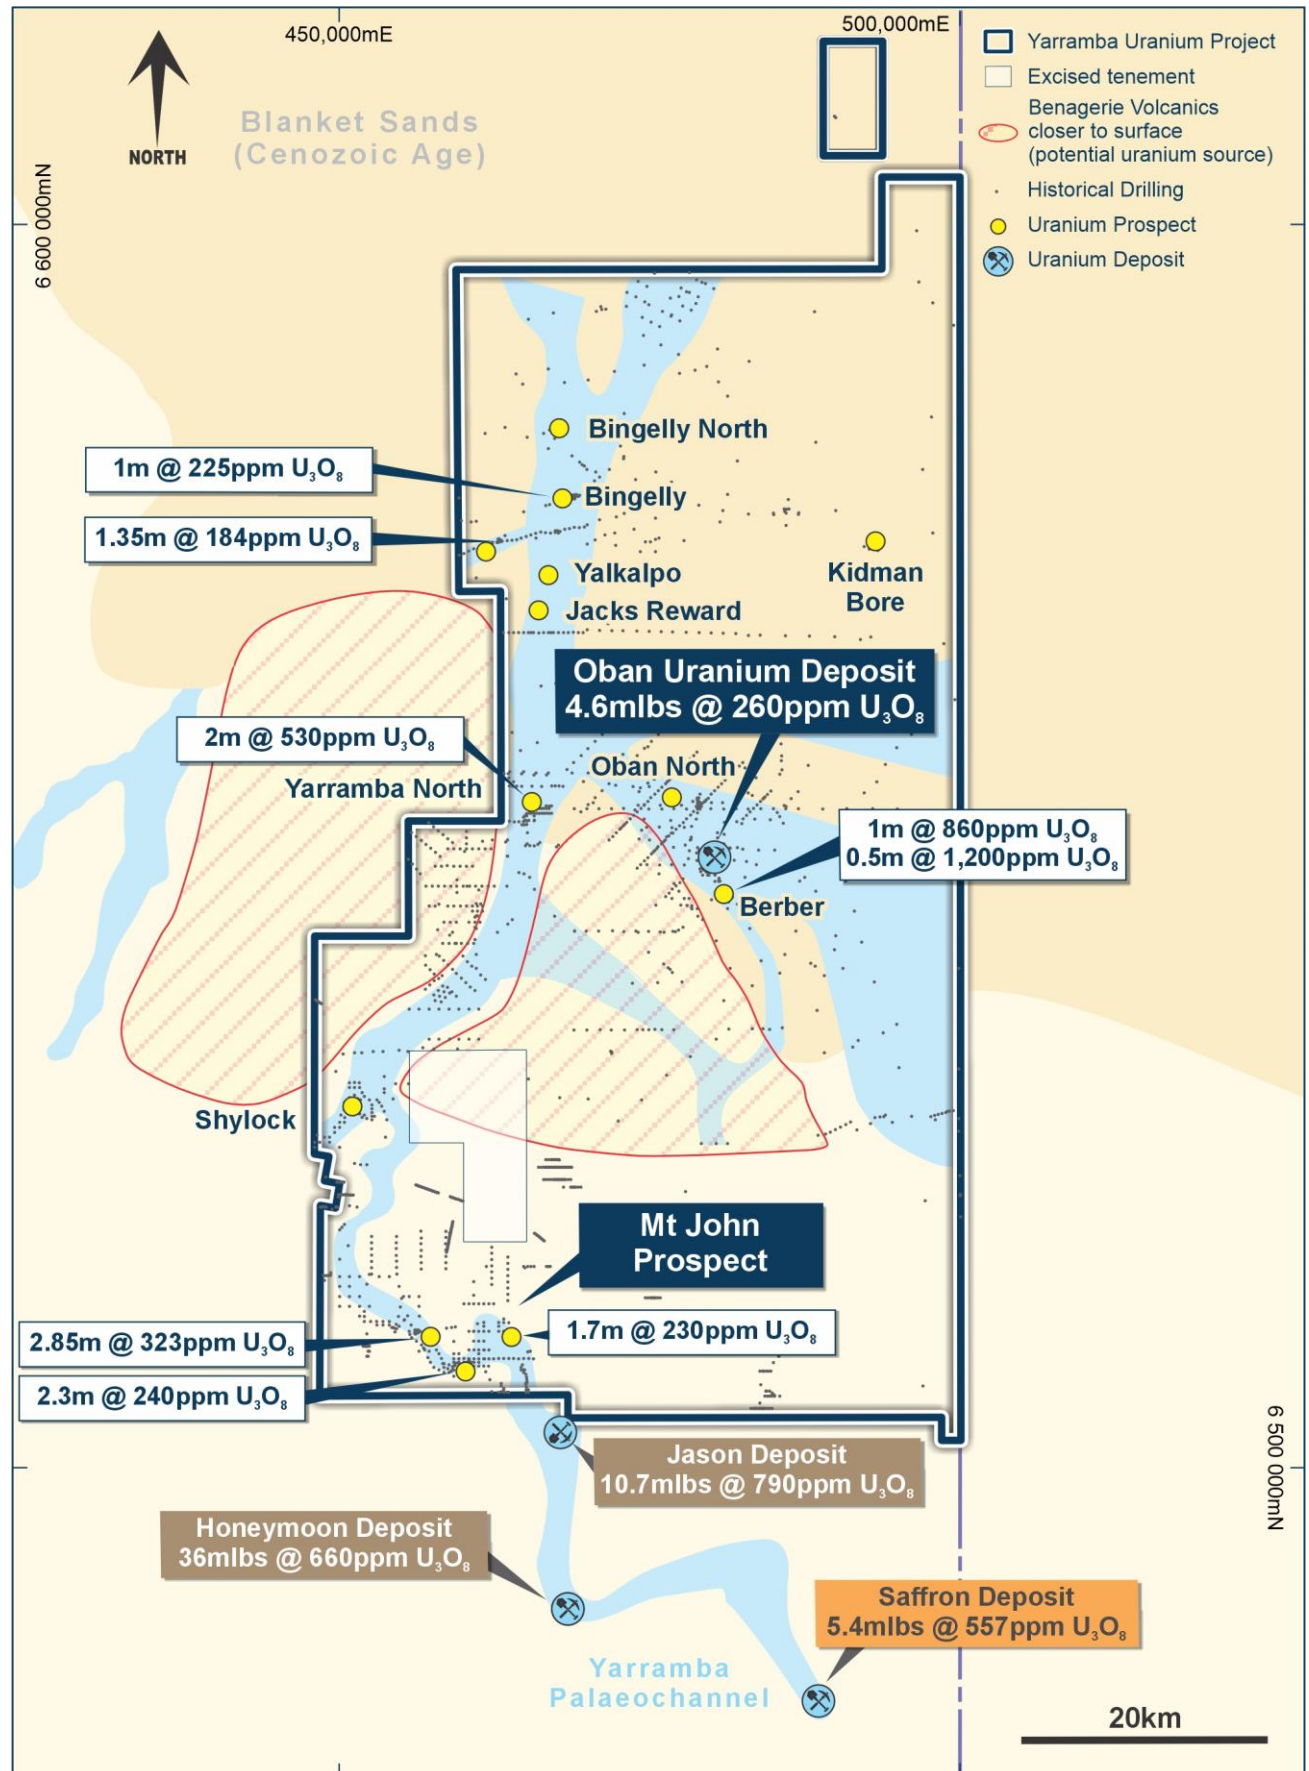 450,000mE
500,000mE
Yarramba Uranium Project
Excised tenement
Benagerie Volcanics
closer to surface
(potential uranium source)
Historical Drilling
Uranium Prospect
Uranium Deposit
NORTH
Blanket Sands
(Cenozoic Age)
6 600 000mN
Bingelly North
1m @ 225ppm U₃O₈
Bingelly
1.35m @ 184ppm U₃O₈
Yalkalpo
Kidman
Bore
Jacks Reward
Oban Uranium Deposit
4.6mlbs @ 260ppm U₃O₈
2m @ 530ppm U₃O₈
Oban North
Yarramba North
1m @ 860ppm U₃O₈
0.5m @ 1,200ppm U₃O₈
Berber
Shylock
Mt John
Prospect
2.85m @ 323ppm U₃O₈
1.7m @ 230ppm U₃O₈
2.3m @ 240ppm U₃O₈
6 500 000mN
Jason Deposit
10.7mlbs @ 790ppm U₃O₈
Honeymoon Deposit
36mlbs @ 660ppm U₃O₈
Saffron Deposit
5.4mlbs @ 557ppm U₃O₈
Yarramba
Palaeochannel
20km